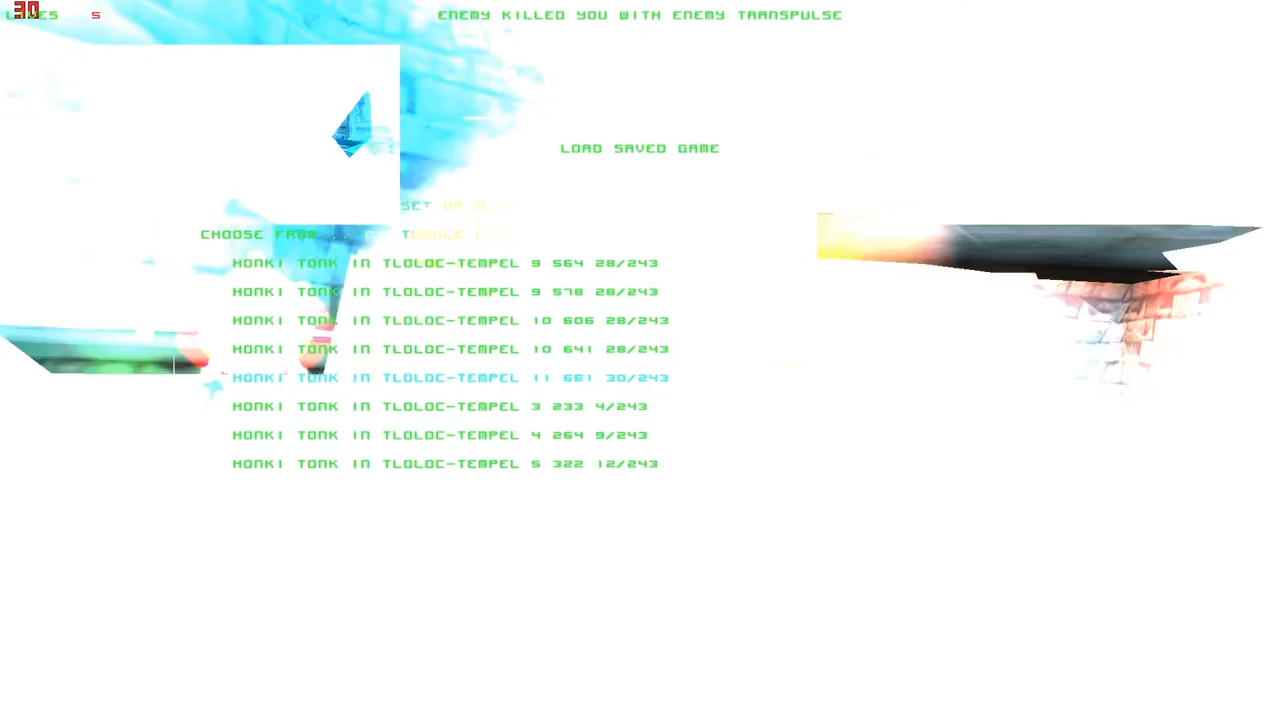 30
LIVES 5
ENEMY KILLED YOU WITH ENEMY TRANSPULSE
LOAD SAVED GAME
SET UP
CHOOSE FROM ...
HONKI TONK IN TLOLOC-TEMPEL 9 564 28/243
HONKI TONK IN TLOLOC-TEMPEL 9 578 28/243
HONKI TONK IN TLOLOC-TEMPEL 10 606 28/243
HONKI TONK IN TLOLOC-TEMPEL 10 641 28/243
HONKI TONK IN TLOLOC-TEMPEL 11 661 30/243
HONKI TONK IN TLOLOC-TEMPEL 3 233 4/243
HONKI TONK IN TLOLOC-TEMPEL 4 264 9/243
HONKI TONK IN TLOLOC-TEMPEL 5 322 12/243